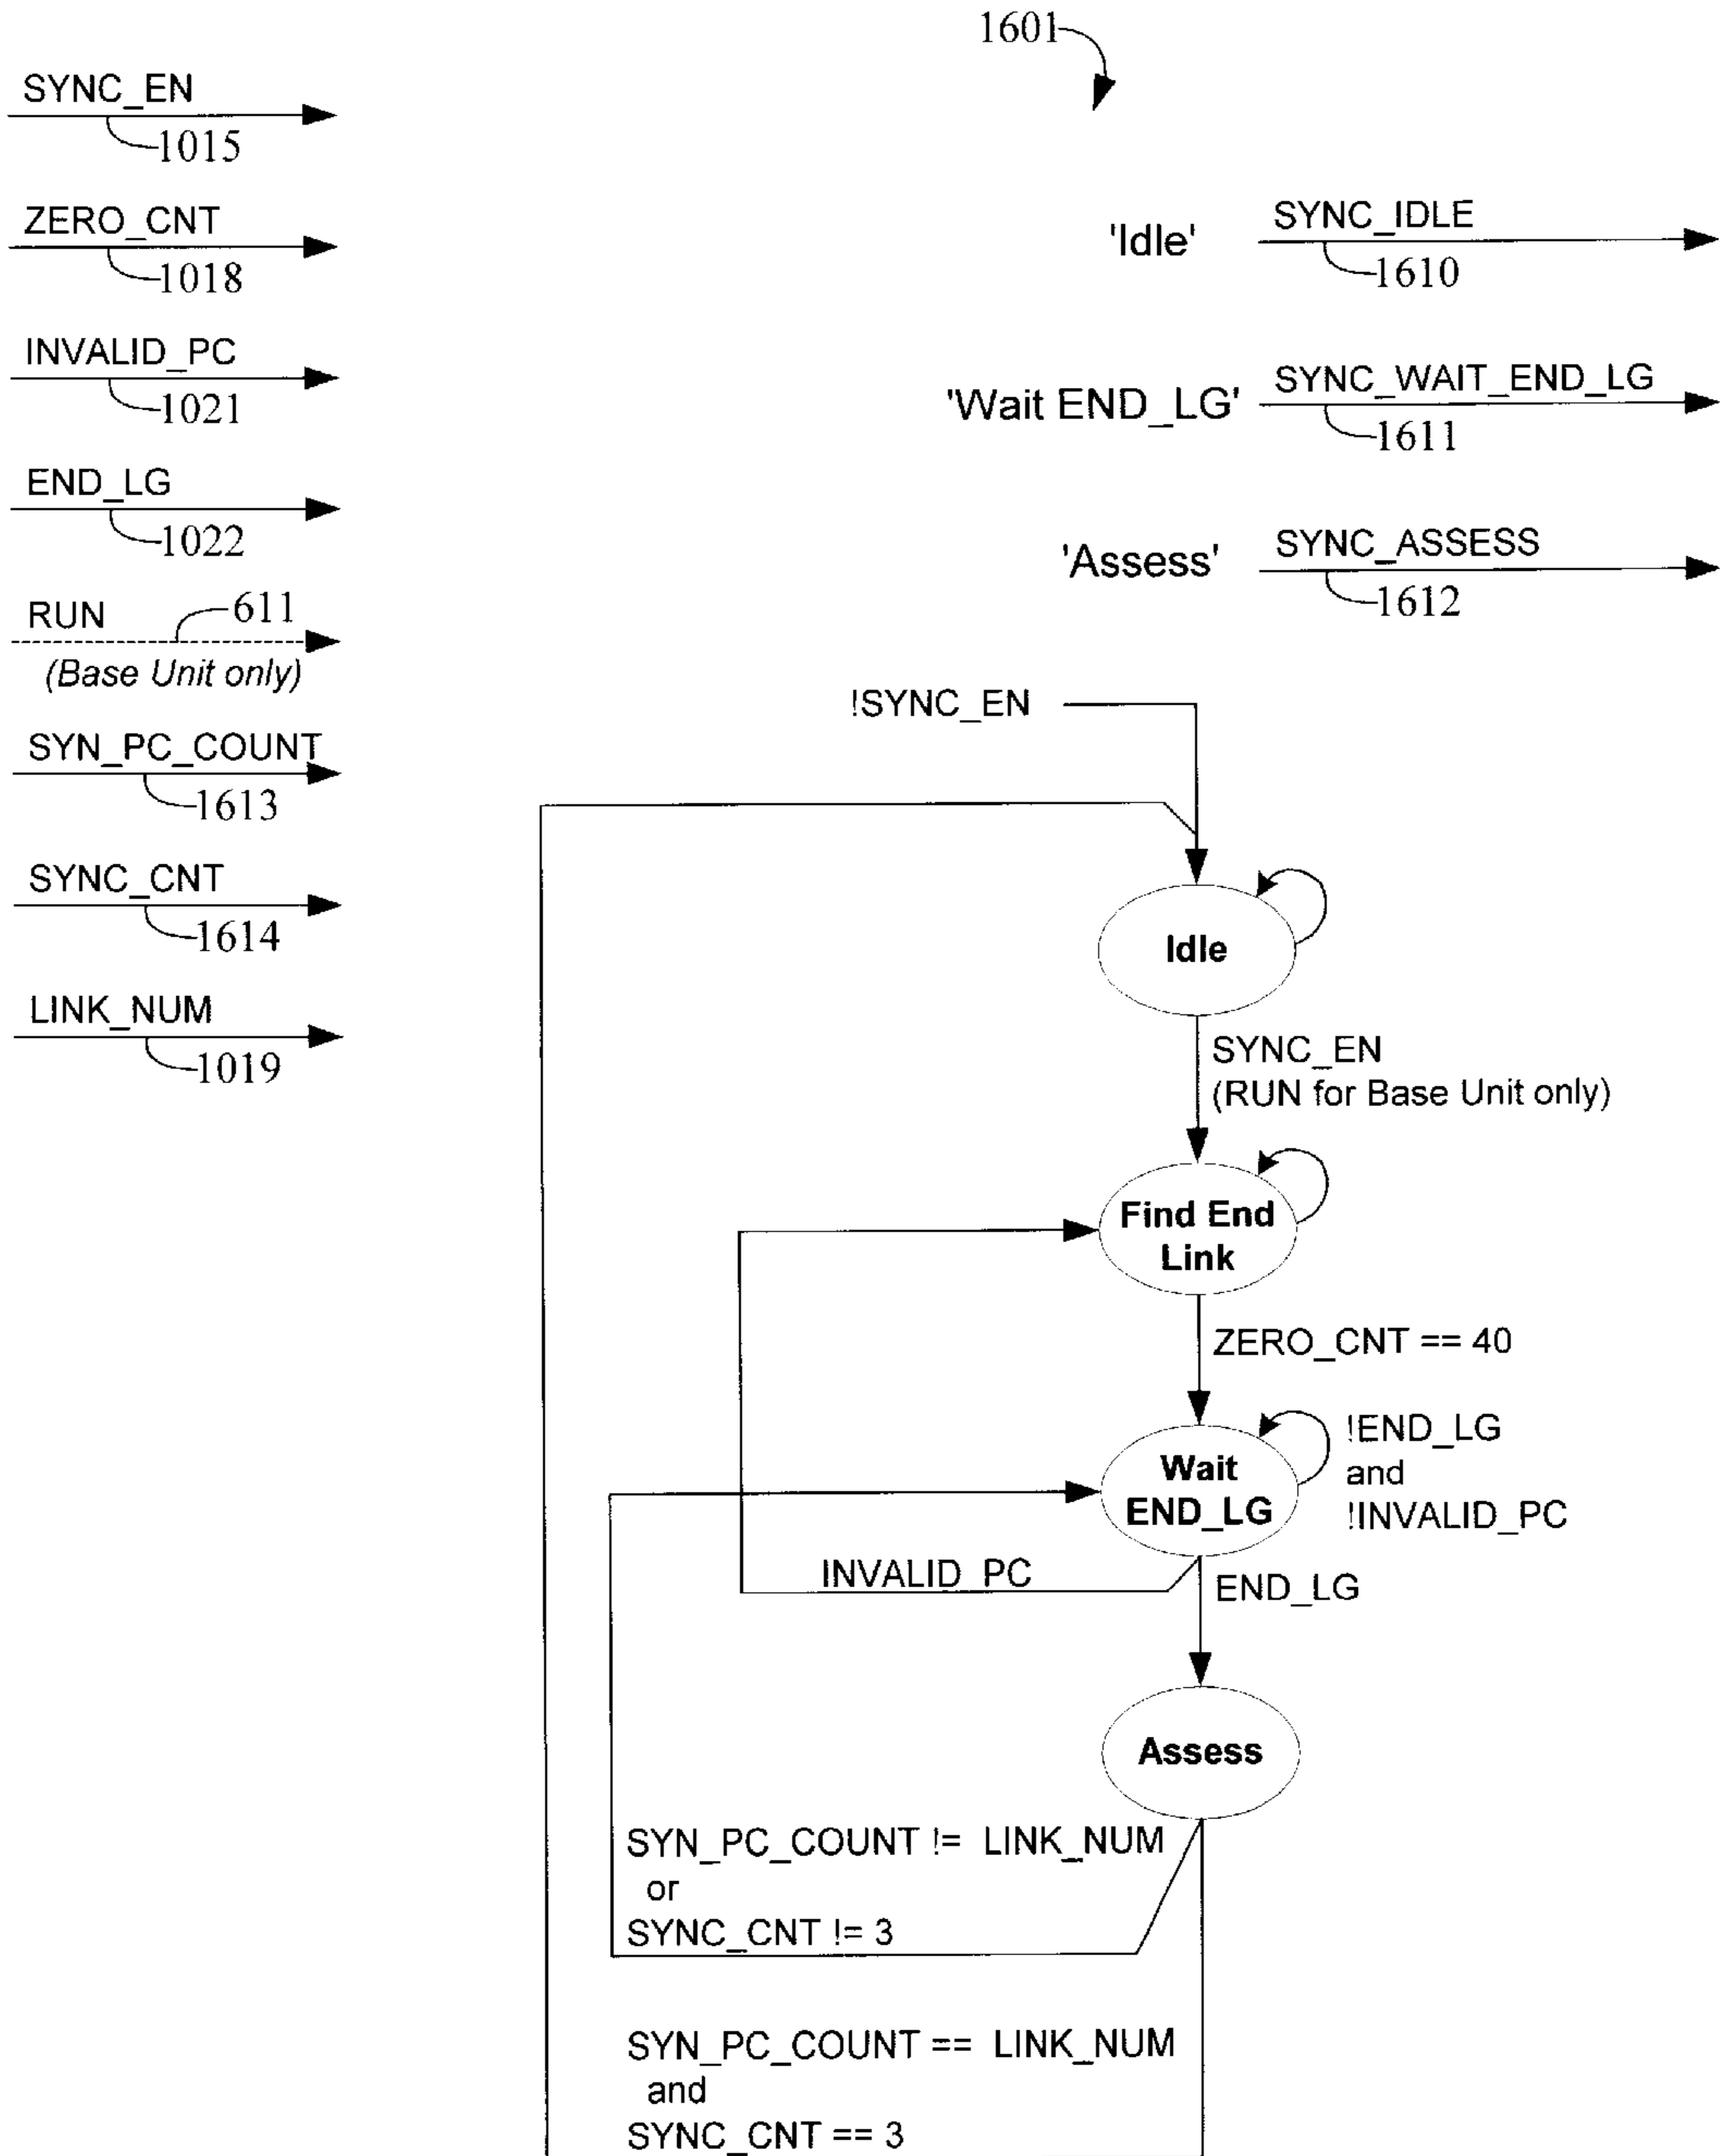 1601
SYNC_EN
1015
ZERO_CNT
1018
INVALID_PC
1021
END_LG
1022
RUN
611
(Base Unit only)
SYN_PC_COUNT
1613
SYNC_CNT
1614
LINK_NUM
1019
'Idle'
SYNC_IDLE
1610
'Wait END_LG'
SYNC_WAIT_END_LG
1611
'Assess'
SYNC_ASSESS
1612
!SYNC_EN
Idle
SYNC_EN
(RUN for Base Unit only)
Find End
Link
ZERO_CNT == 40
Wait
END_LG
!END_LG
and
!INVALID_PC
INVALID_PC
END_LG
Assess
SYN_PC_COUNT != LINK_NUM
or
SYNC_CNT != 3
SYN_PC_COUNT == LINK_NUM
and
SYNC_CNT == 3